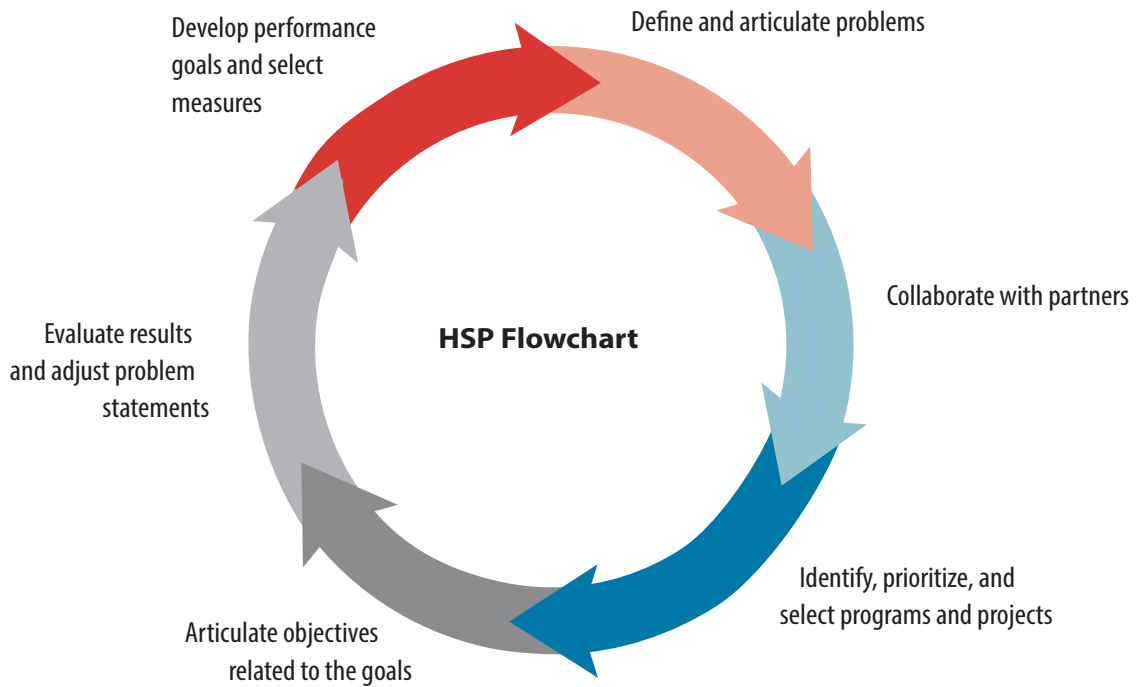 Define and articulate problems
Develop performance
goals and select
measures
Collaborate with partners
HSP Flowchart
Evaluate results
and adjust problem
statements
Identify, prioritize, and
select programs and projects
Articulate objectives
related to the goals